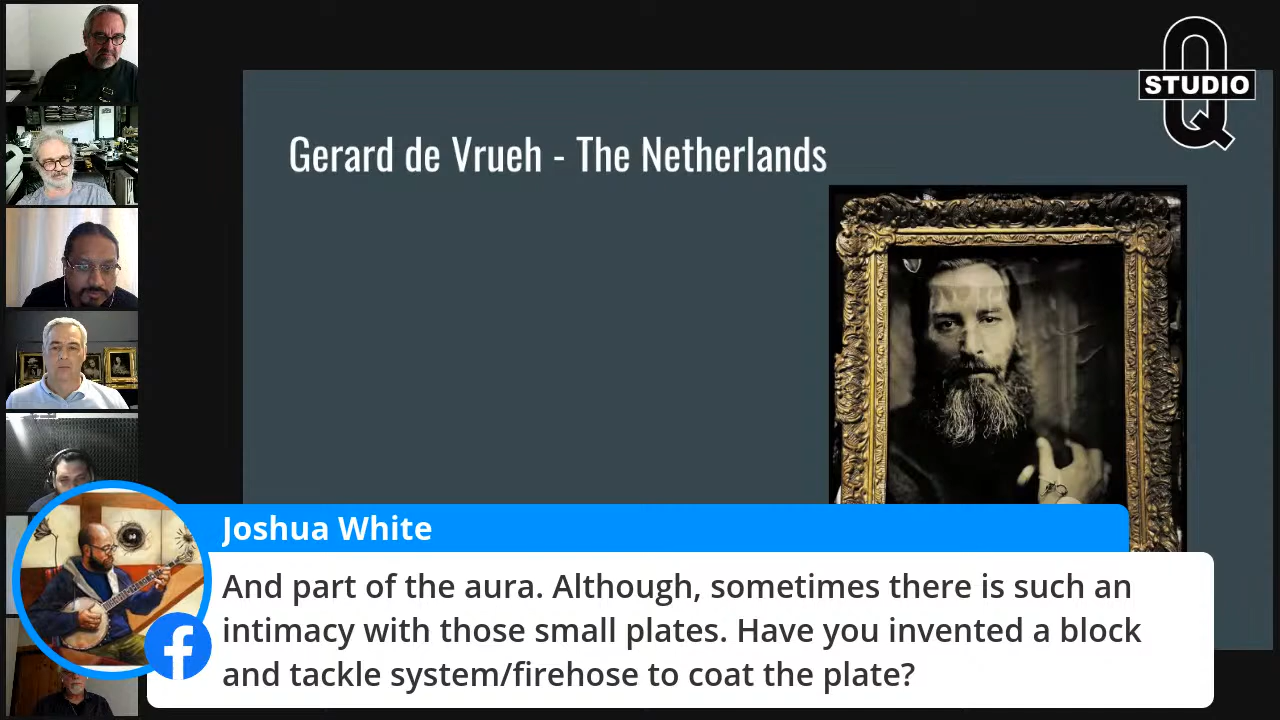 STUDIO
Q
Gerard de Vrueh - The Netherlands
Joshua White
And part of the aura. Although, sometimes there is such an
intimacy with those small plates. Have you invented a block
and tackle system/firehose to coat the plate?